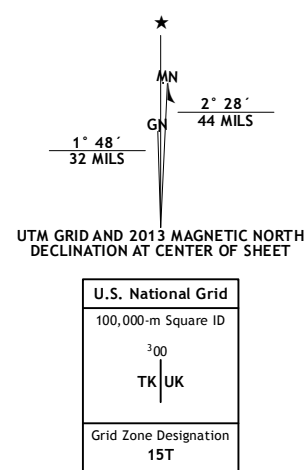 ★
MN
GN
2° 28´
44 MILS
1° 48´
32 MILS
UTM GRID AND 2013 MAGNETIC NORTH
DECLINATION AT CENTER OF SHEET
U.S. National Grid
100,000-m Square ID
³00
TK UK
Grid Zone Designation
15T